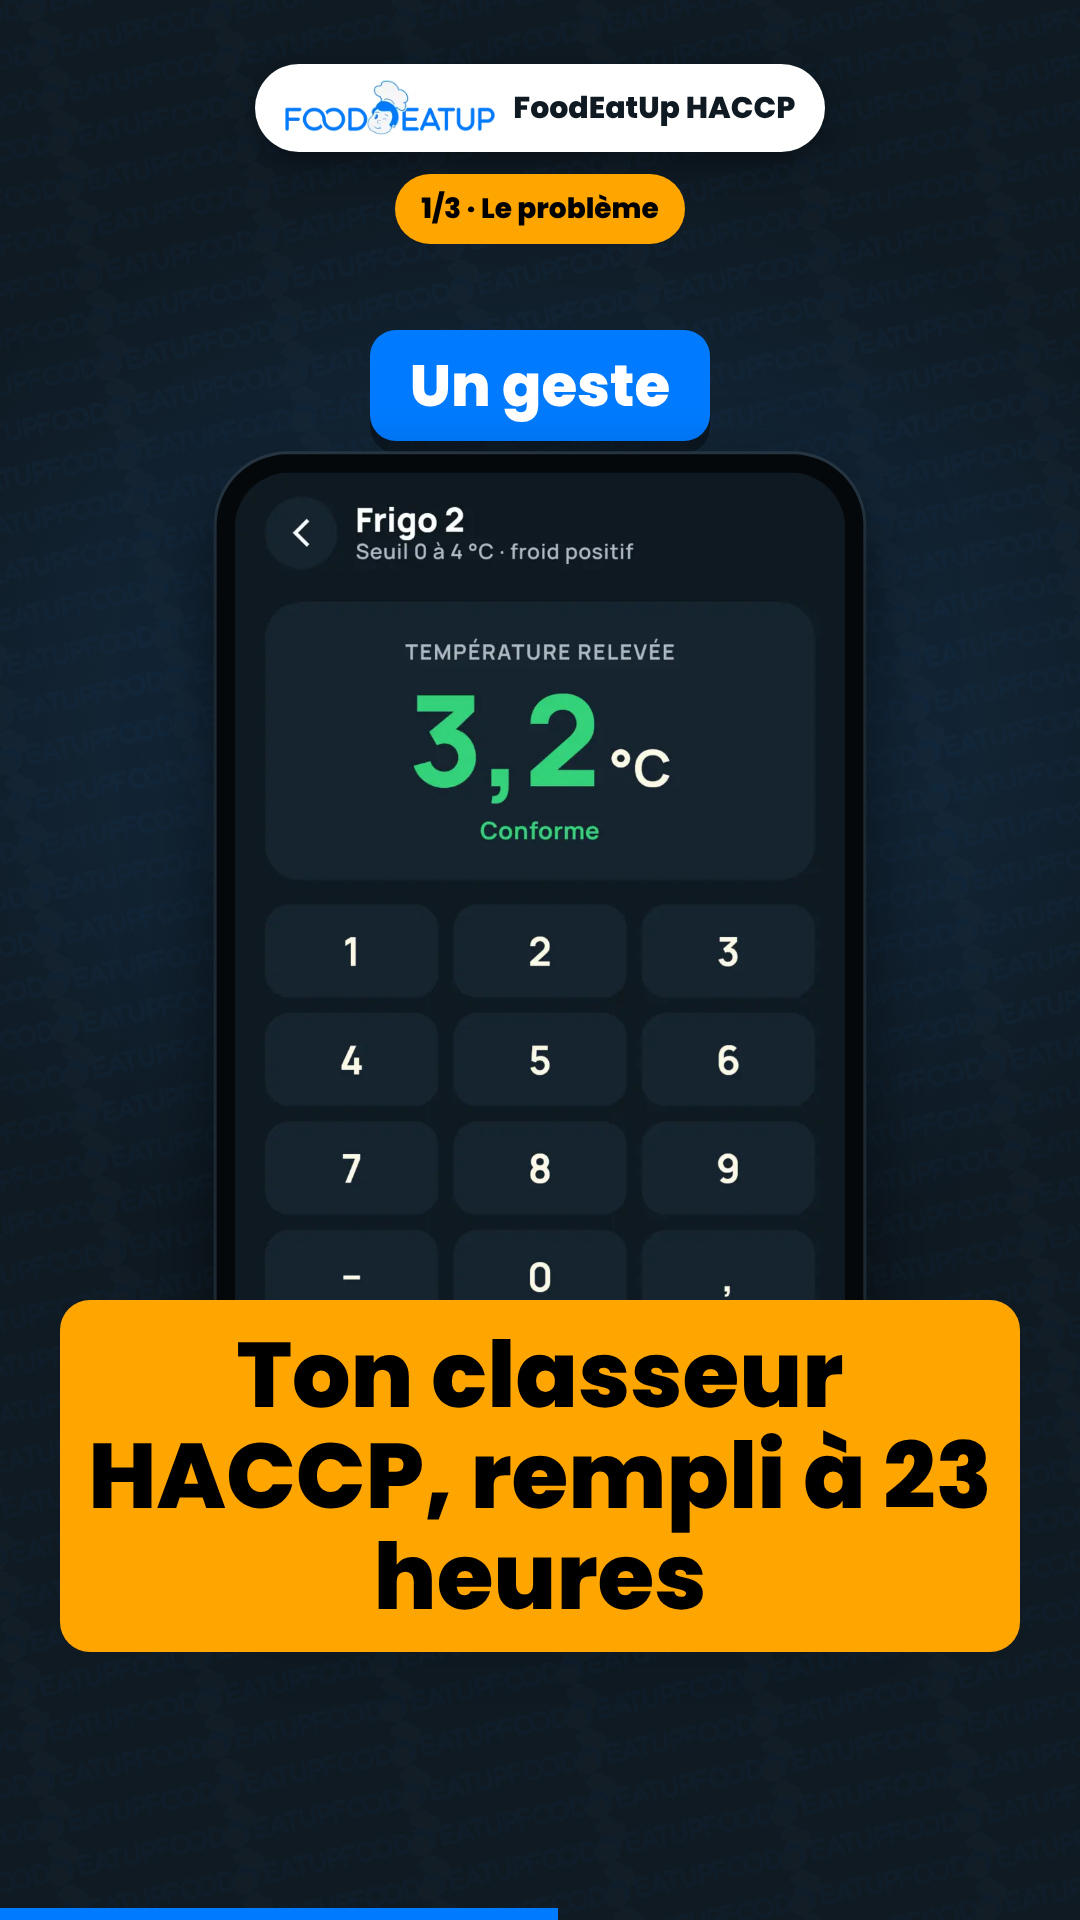 FOODEATUP FoodEatUp HACCP
1/3 · Le problème
Un geste
Frigo 2
Seuil 0 à 4 °C · froid positif
TEMPÉRATURE RELEVÉE
3,2 °C
Conforme
1 2 3
4 5 6
7 8 9
– 0 ,
Ton classeur
HACCP, rempli à 23
heures